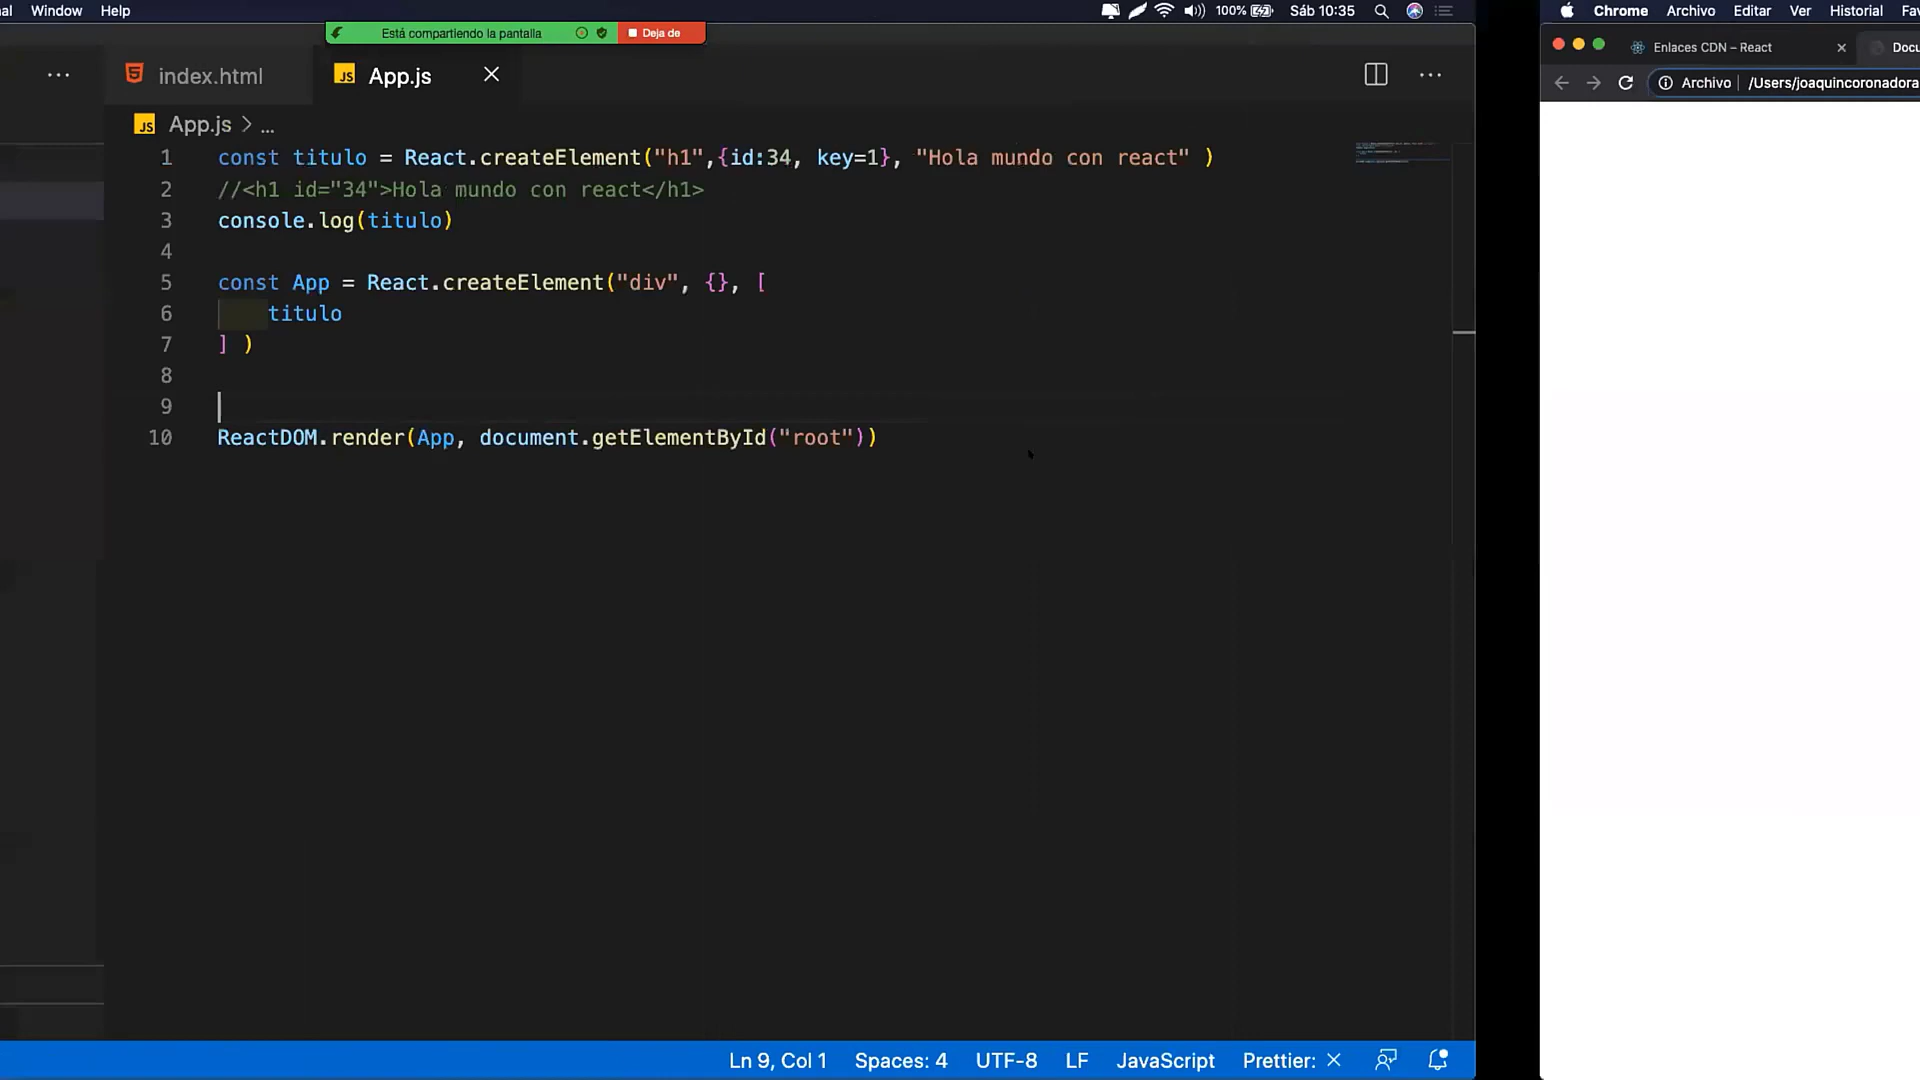 al Window Help 100% Sáb 10:35
Está compartiendo la pantalla Deja de
index.html JS App.js
JS App.js > ...
1 const titulo = React.createElement("h1",{id:34, key=1}, "Hola mundo con react" )
2 //<h1 id="34">Hola mundo con react</h1>
3 console.log(titulo)
4
5 const App = React.createElement("div", {}, [
6 titulo
7 ] )
8
9
10 ReactDOM.render(App, document.getElementById("root"))
Ln 9, Col 1 Spaces: 4 UTF-8 LF JavaScript Prettier: ×
Chrome Archivo Editar Ver Historial Fav
Enlaces CDN – React Docu
Archivo | /Users/joaquincoronadora